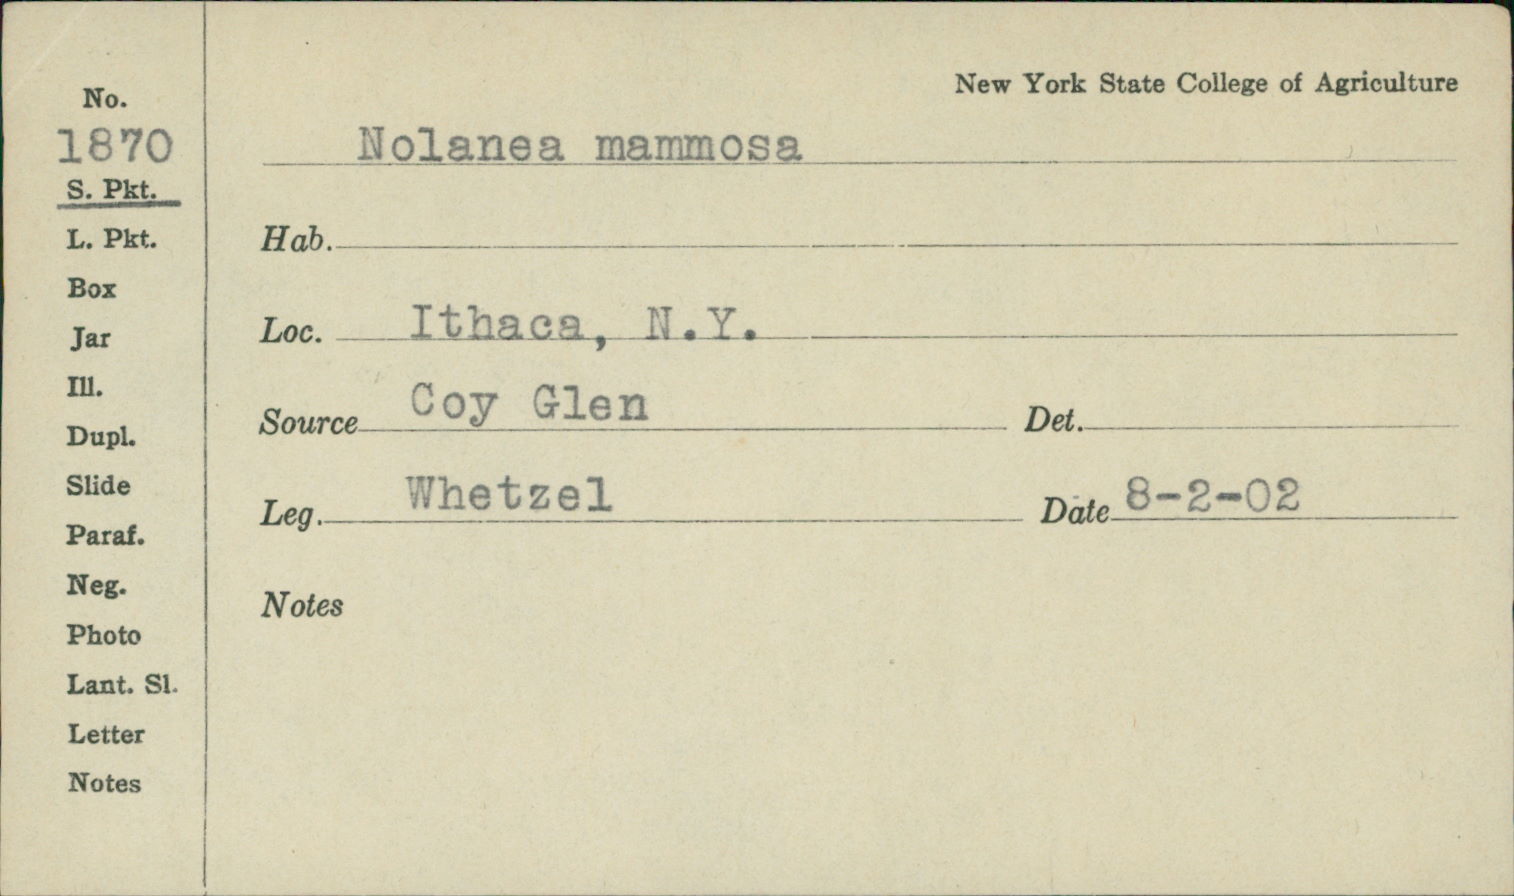 New York State College of Agriculture
No.
1870
S. Pkt.
L. Pkt.
Box
Jar
Ill.
Dupl.
Slide
Paraf.
Neg.
Photo
Lant. Sl.
Letter
Notes
Nolanea mammosa
Hab.
Loc. Ithaca, N.Y.
Source Coy Glen Det.
Leg. Whetzel Date 8-2-02
Notes